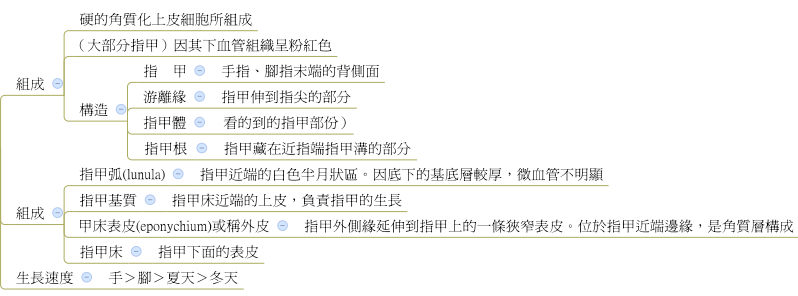 硬的角質化上皮細胞所組成
（大部分指甲）因其下血管組織呈粉紅色
組成
指　甲　手指、腳指末端的背側面
游離緣　指甲伸到指尖的部分
構造
指甲體　看的到的指甲部份）
指甲根　指甲藏在近指端指甲溝的部分
指甲弧(lunula)　指甲近端的白色半月狀區。因底下的基底層較厚，微血管不明顯
指甲基質　指甲床近端的上皮，負責指甲的生長
組成
甲床表皮(eponychium)或稱外皮　指甲外側緣延伸到指甲上的一條狹窄表皮。位於指甲近端邊緣，是角質層構成
指甲床　指甲下面的表皮
生長速度　手＞腳＞夏天＞冬天